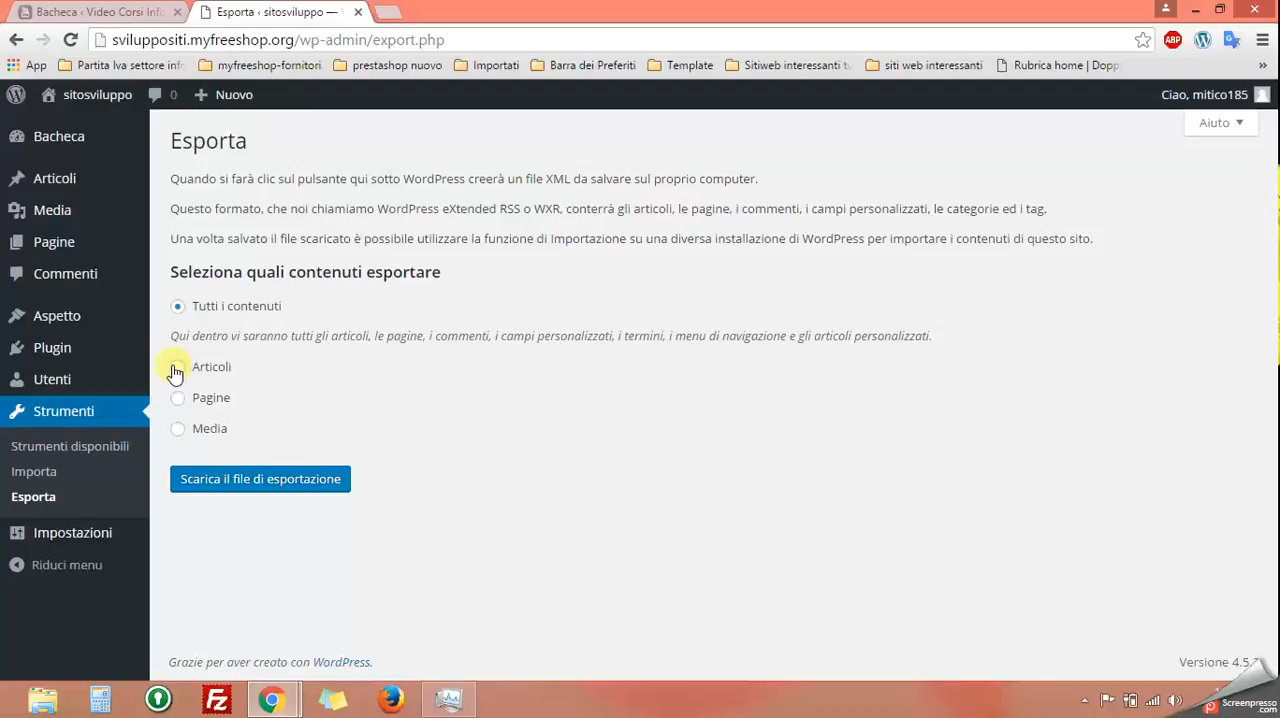 Bacheca ‹ Video Corsi Info
Esporta ‹ sitosviluppo —
sviluppositi.myfreeshop.org/wp-admin/export.php
ABP
App
Partita Iva settore info
myfreeshop-fornitori
prestashop nuovo
Importati
Barra dei Preferiti
Template
Sitiweb interessanti tu
siti web interessanti
Rubrica home | Dopp
»
sitosviluppo
0
Nuovo
Ciao, mitico185
Bacheca
Articoli
Media
Pagine
Commenti
Aspetto
Plugin
Utenti
Strumenti
Strumenti disponibili
Importa
Esporta
Impostazioni
Riduci menu
Aiuto
Esporta
Quando si farà clic sul pulsante qui sotto WordPress creerà un file XML da salvare sul proprio computer.
Questo formato, che noi chiamiamo WordPress eXtended RSS o WXR, conterrà gli articoli, le pagine, i commenti, i campi personalizzati, le categorie ed i tag.
Una volta salvato il file scaricato è possibile utilizzare la funzione di Importazione su una diversa installazione di WordPress per importare i contenuti di questo sito.
Seleziona quali contenuti esportare
Tutti i contenuti
Qui dentro vi saranno tutti gli articoli, le pagine, i commenti, i campi personalizzati, i termini, i menu di navigazione e gli articoli personalizzati.
Articoli
Pagine
Media
Scarica il file di esportazione
Grazie per aver creato con WordPress.
Versione 4.5.
Fz
Screenpresso
.com